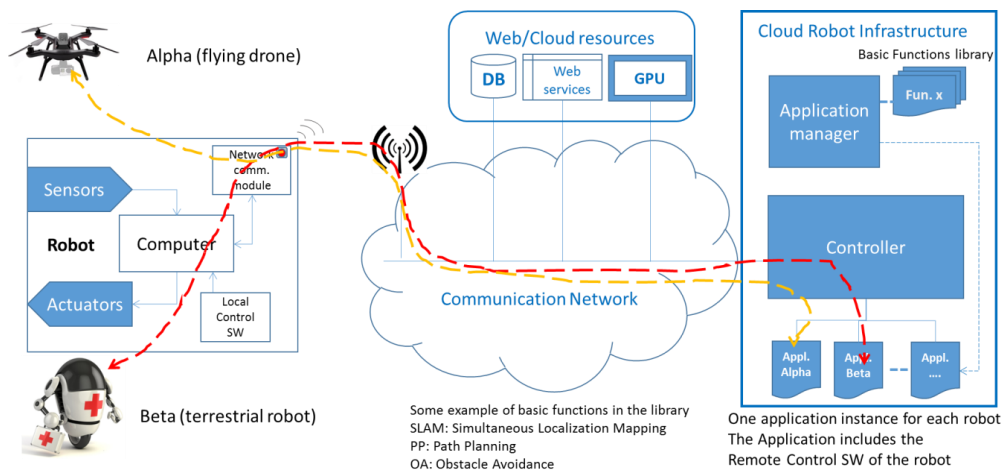 Alpha (flying drone)
Network
comm.
module
Sensors
Robot
Computer
Actuators
Local
Control
SW
Beta (terrestrial robot)
Web/Cloud resources
DB
Web
services
GPU
Communication Network
Some example of basic functions in the library
SLAM: Simultaneous Localization Mapping
PP: Path Planning
OA: Obstacle Avoidance
Cloud Robot Infrastructure
Basic Functions library
Fun. x
Application
manager
Controller
Appl.
Alpha
Appl.
Beta
Appl.
....
One application instance for each robot
The Application includes the
Remote Control SW of the robot